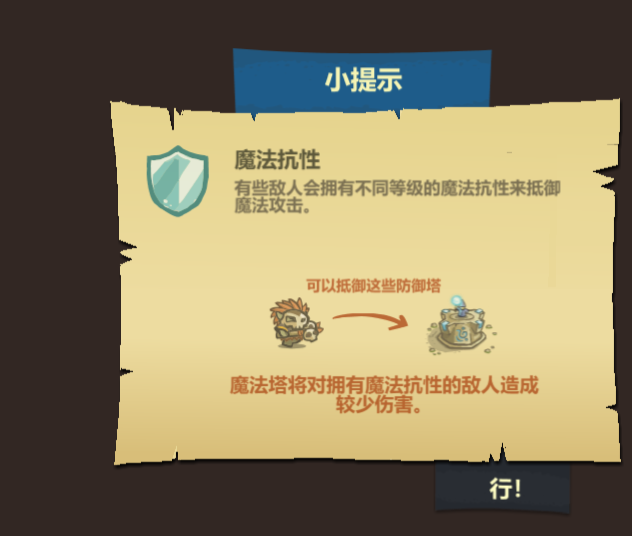 小提示
魔法抗性
有些敌人会拥有不同等级的魔法抗性来抵御
魔法攻击。
可以抵御这些防御塔
魔法塔将对拥有魔法抗性的敌人造成
较少伤害。
行!